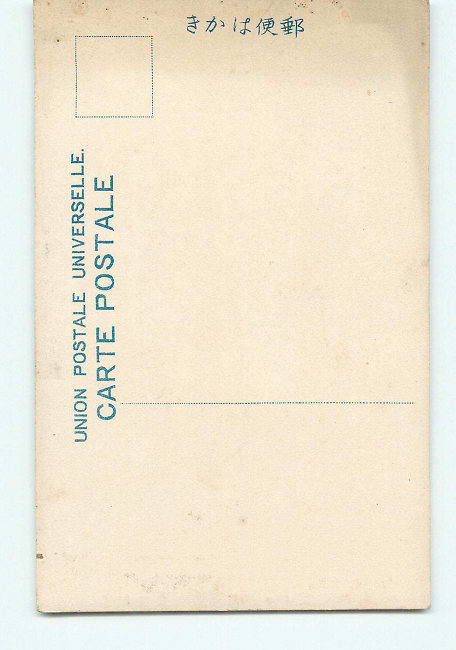 郵便はかき
UNION POSTALE UNIVERSELLE.
CARTE POSTALE